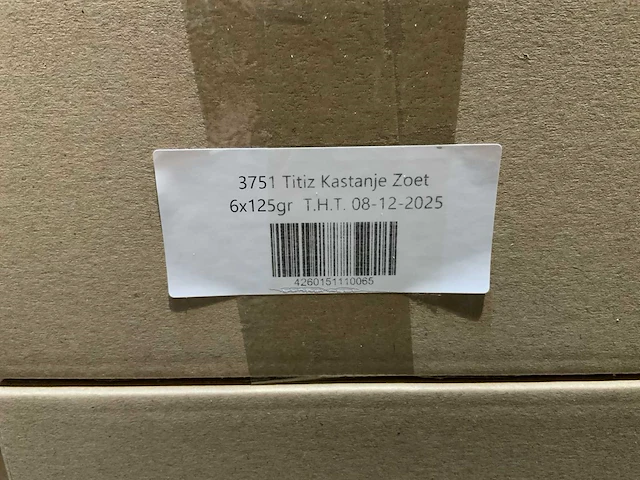 3751 Titiz Kastanje Zoet
6x125gr T.H.T. 08-12-2025
4260151110065